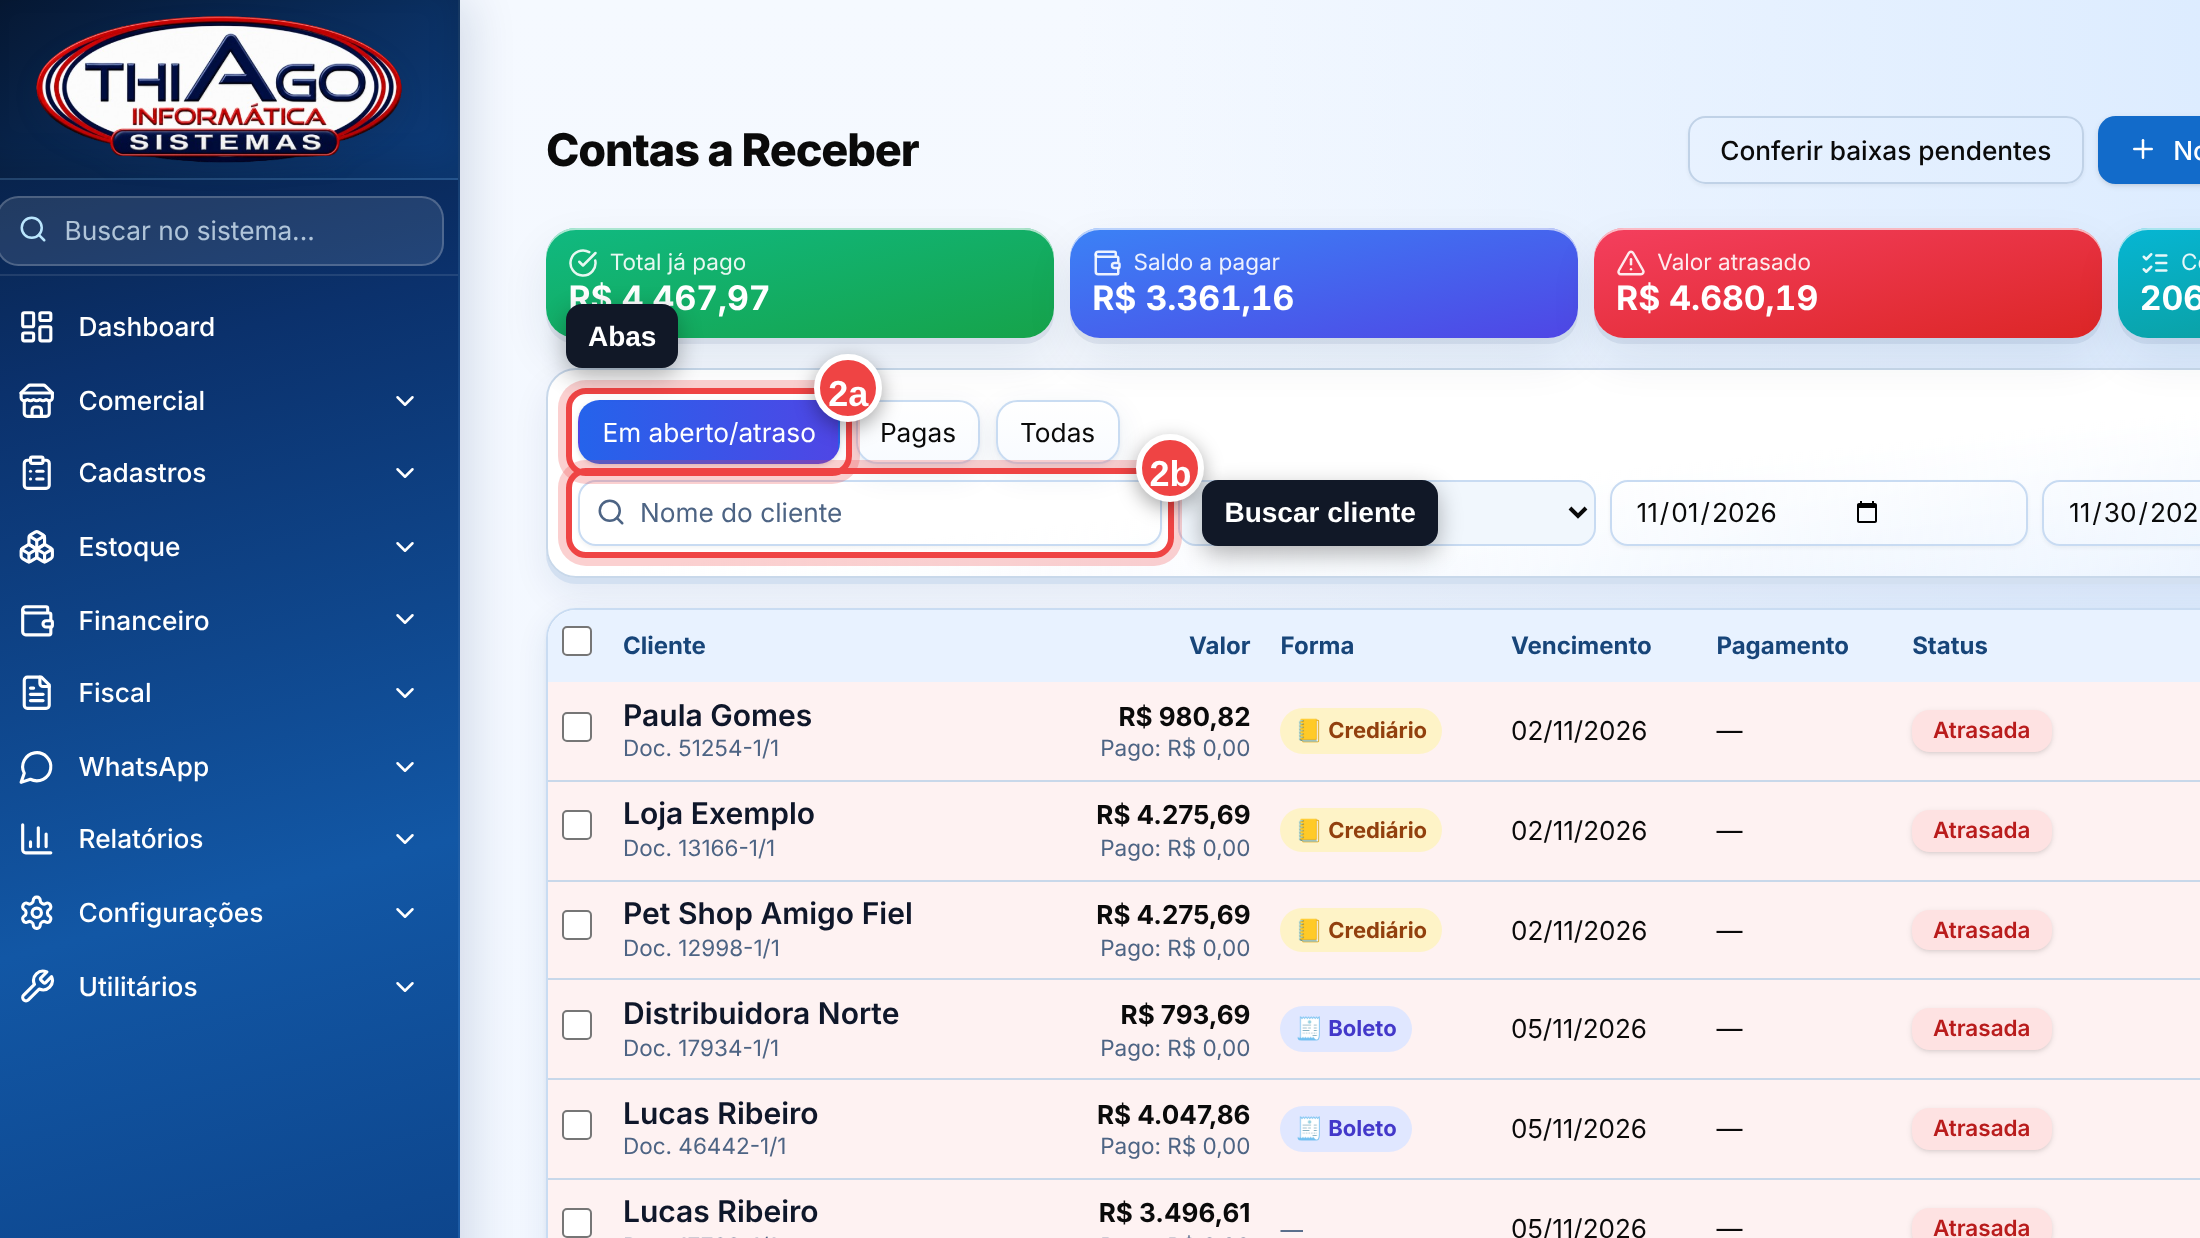 THIAGO
INFORMÁTICA
SISTEMAS
Buscar no sistema...
Dashboard
Comercial
Cadastros
Estoque
Financeiro
Fiscal
WhatsApp
Relatórios
Configurações
Utilitários
Contas a Receber
Conferir baixas pendentes
Total já pago
R$ 4.467,97
Saldo a pagar
R$ 3.361,16
Valor atrasado
R$ 4.680,19
206
Abas
2a
Em aberto/atraso
Pagas
Todas
2b
Nome do cliente
Buscar cliente
11/01/2026
11/30/202
Cliente Valor Forma Vencimento Pagamento Status
Paula Gomes R$ 980,82 Crediário 02/11/2026 — Atrasada
Doc. 51254-1/1 Pago: R$ 0,00
Loja Exemplo R$ 4.275,69 Crediário 02/11/2026 — Atrasada
Doc. 13166-1/1 Pago: R$ 0,00
Pet Shop Amigo Fiel R$ 4.275,69 Crediário 02/11/2026 — Atrasada
Doc. 12998-1/1 Pago: R$ 0,00
Distribuidora Norte R$ 793,69 Boleto 05/11/2026 — Atrasada
Doc. 17934-1/1 Pago: R$ 0,00
Lucas Ribeiro R$ 4.047,86 Boleto 05/11/2026 — Atrasada
Doc. 46442-1/1 Pago: R$ 0,00
Lucas Ribeiro R$ 3.496,61 — 05/11/2026 — Atrasada